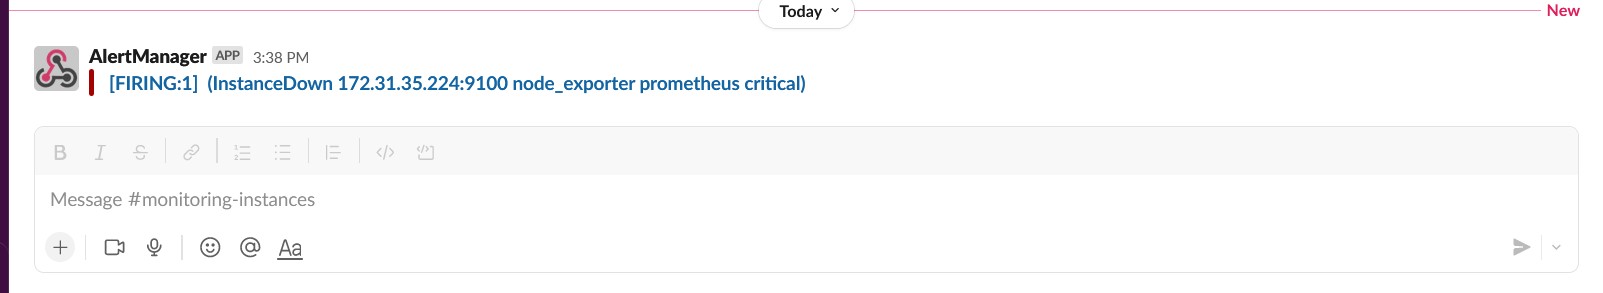 Today
New
AlertManager APP 3:38 PM
[FIRING:1] (InstanceDown 172.31.35.224:9100 node_exporter prometheus critical)
B I S
Message #monitoring-instances
Aa